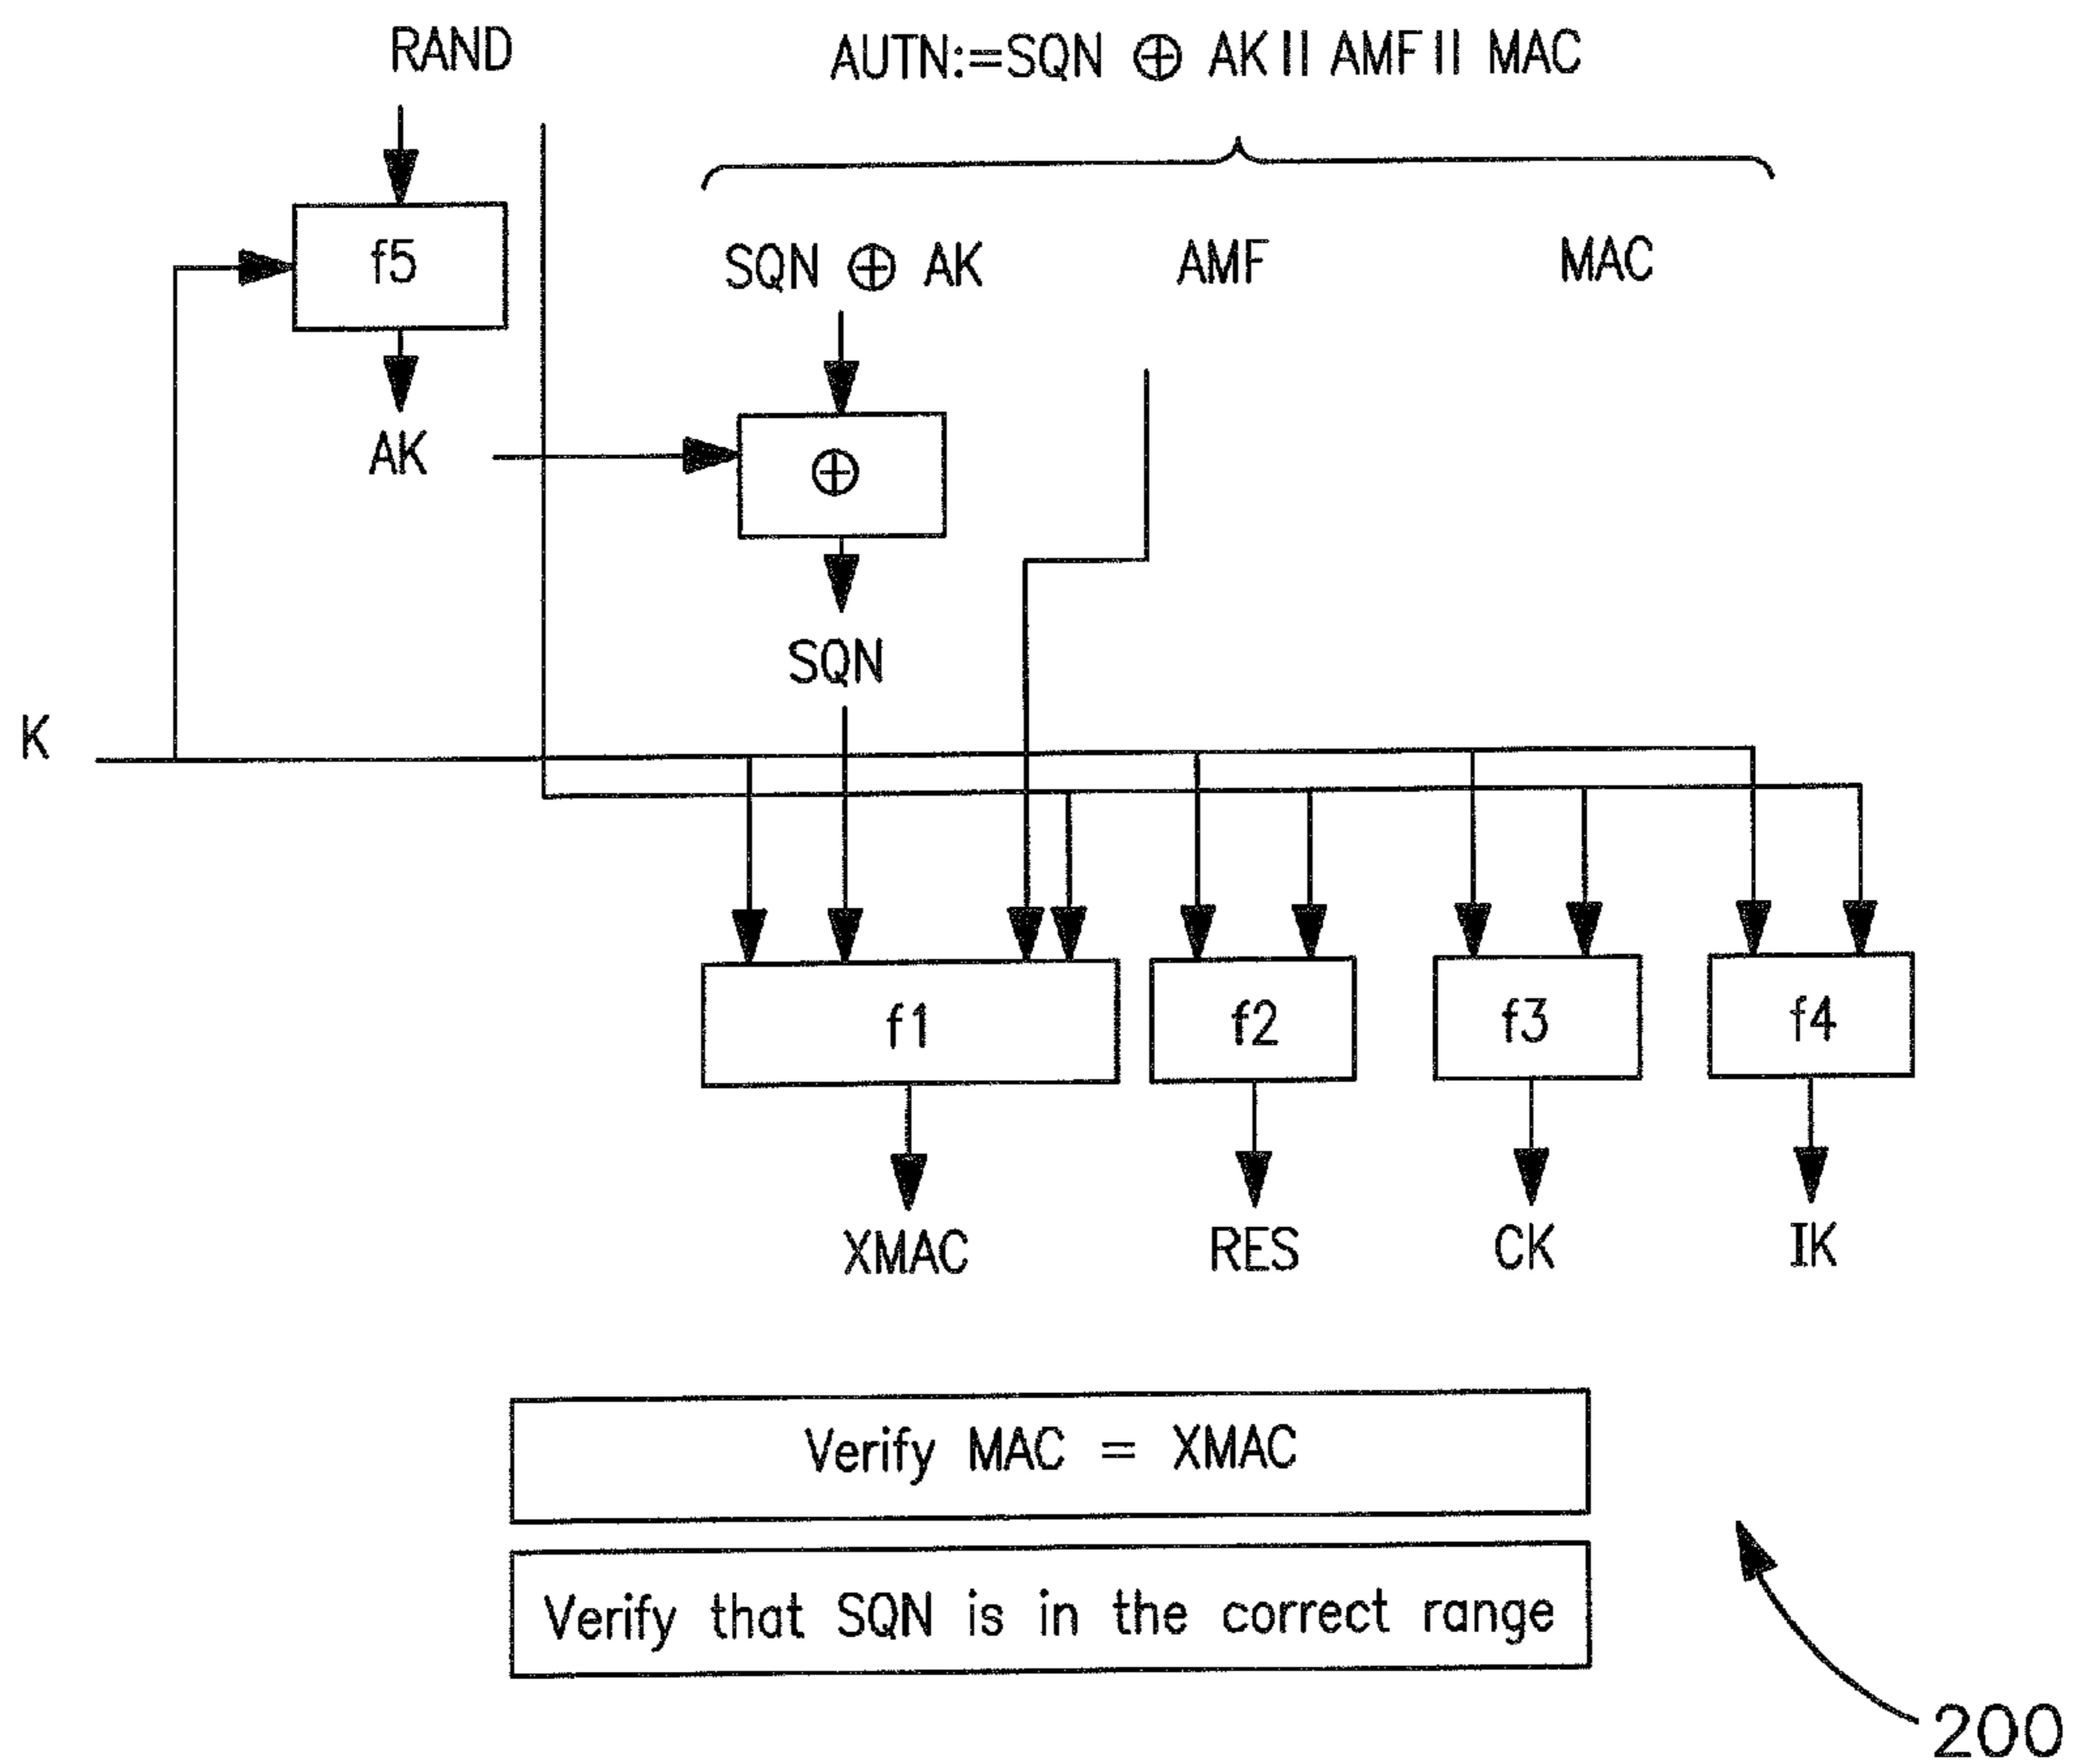 RAND
AUTN:=SQN ⊕ AK || AMF || MAC
f5
SQN ⊕ AK
AMF
MAC
AK
⊕
SQN
K
f1
f2
f3
f4
XMAC
RES
CK
IK
Verify MAC = XMAC
Verify that SQN is in the correct range
200